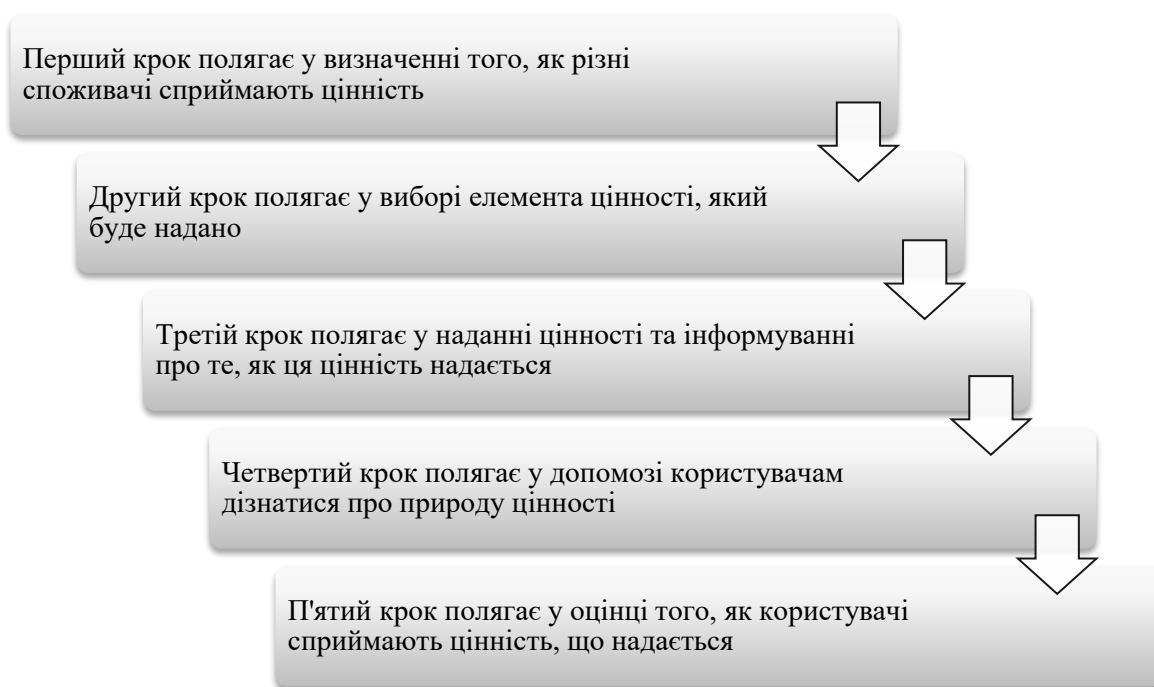 Перший крок полягає у визначенні того, як різні
споживачі сприймають цінність
Другий крок полягає у виборі елемента цінності, який
буде надано
Третій крок полягає у наданні цінності та інформуванні
про те, як ця цінність надається
Четвертий крок полягає у допомозі користувачам
дізнатися про природу цінності
П'ятий крок полягає у оцінці того, як користувачі
сприймають цінність, що надається